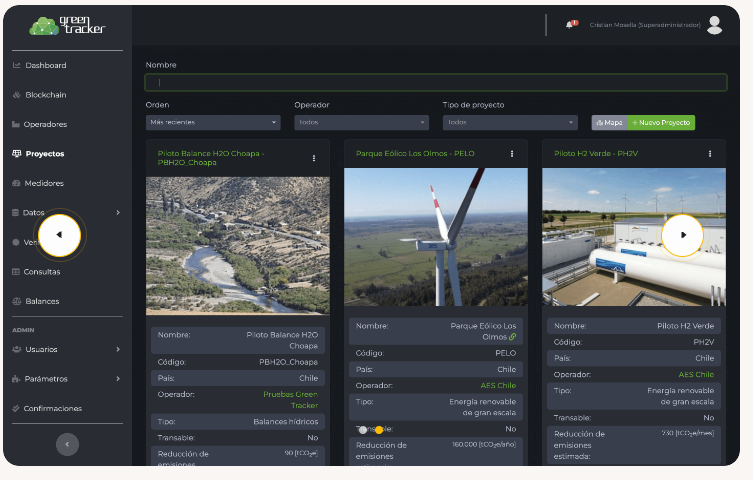 green
tracker
1
Cristian Mosella (Superadministrador)
Dashboard
Blockchain
Operadores
Proyectos
Medidores
Datos
Consultas
Balances
ADMIN
Usuarios
Parámetros
Confirmaciones
Nombre
Orden
Operador
Tipo de proyecto
Más recientes
Todos
Todos
Mapa
+ Nuevo Proyecto
Piloto Balance H2O Choapa -
PBH2O_Choapa
Nombre: Piloto Balance H2O
Choapa
Código: PBH2O_Choapa
País: Chile
Operador: Pruebas Green
Tracker
Tipo: Balances hídricos
Transable: No
Reducción de 90 [tCO₂e]
emisiones
Parque Eólico Los Olmos - PELO
Nombre: Parque Eólico Los
Olmos
Código: PELO
País: Chile
Operador: AES Chile
Tipo: Energía renovable
de gran escala
Transable: No
Reducción de 160.000 [tCO₂e/año]
emisiones
Piloto H2 Verde - PH2V
Nombre: Piloto H2 Verde
Código: PH2V
País: Chile
Operador: AES Chile
Tipo: Energía renovable
de gran escala
Transable: No
Reducción de 730 [tCO₂e/mes]
emisiones
estimada: